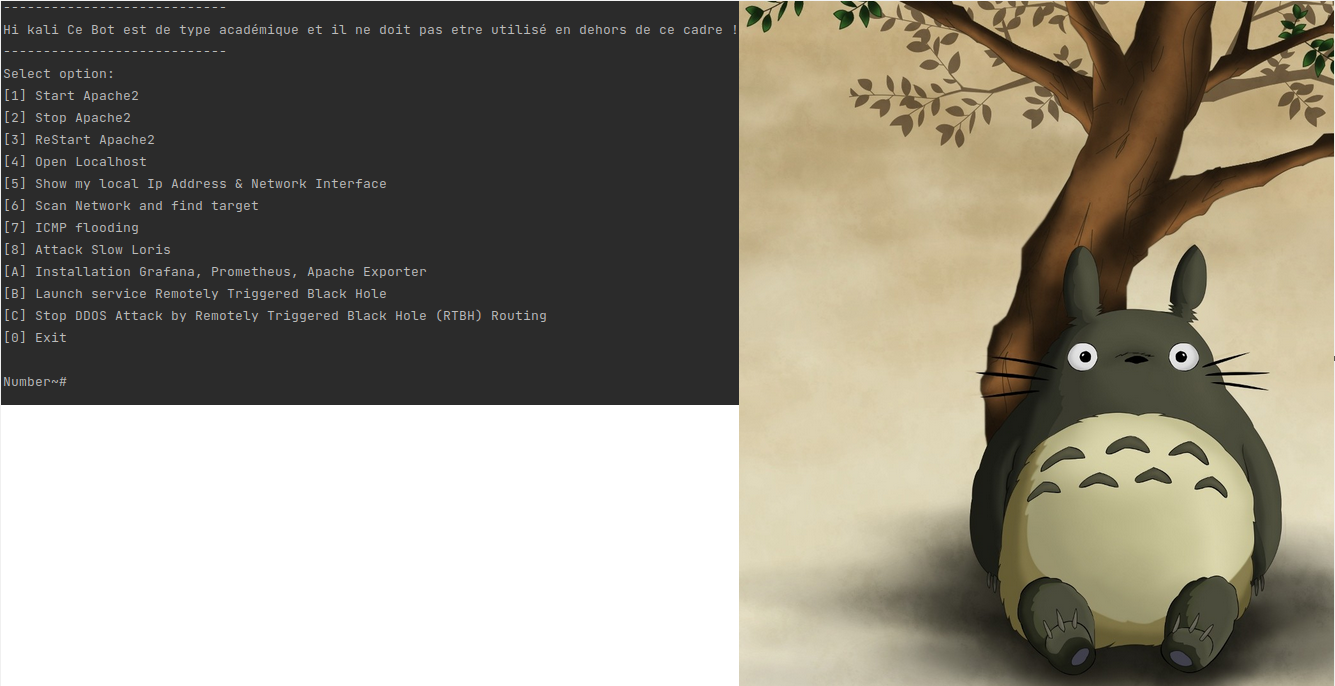 ----------------------------
Hi kali Ce Bot est de type académique et il ne doit pas etre utilisé en dehors de ce cadre !
----------------------------
Select option:
[1] Start Apache2
[2] Stop Apache2
[3] ReStart Apache2
[4] Open Localhost
[5] Show my local Ip Address & Network Interface
[6] Scan Network and find target
[7] ICMP flooding
[8] Attack Slow Loris
[A] Installation Grafana, Prometheus, Apache Exporter
[B] Launch service Remotely Triggered Black Hole
[C] Stop DDOS Attack by Remotely Triggered Black Hole (RTBH) Routing
[0] Exit
Number~#